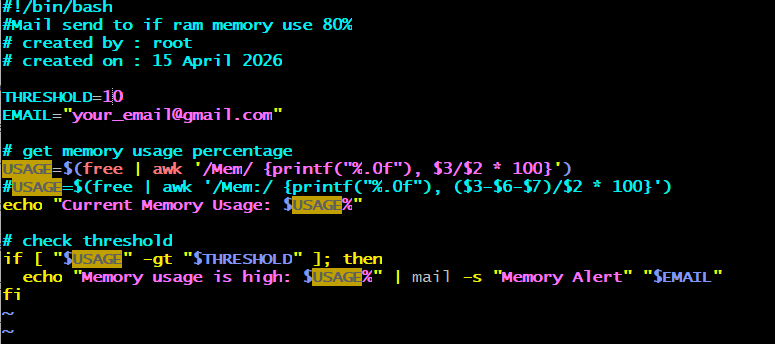 #!/bin/bash
#Mail send to if ram memory use 80%
# created by : root
# created on : 15 April 2026
THRESHOLD=10
EMAIL="your_email@gmail.com"
# get memory usage percentage
USAGE=$(free | awk '/Mem/ {printf("%.0f"), $3/$2 * 100}')
#USAGE=$(free | awk '/Mem:/ {printf("%.0f"), ($3-$6-$7)/$2 * 100}')
echo "Current Memory Usage: $USAGE%"
# check threshold
if [ "$USAGE" -gt "$THRESHOLD" ]; then
  echo "Memory usage is high: $USAGE%" | mail -s "Memory Alert" "$EMAIL"
fi
~
~